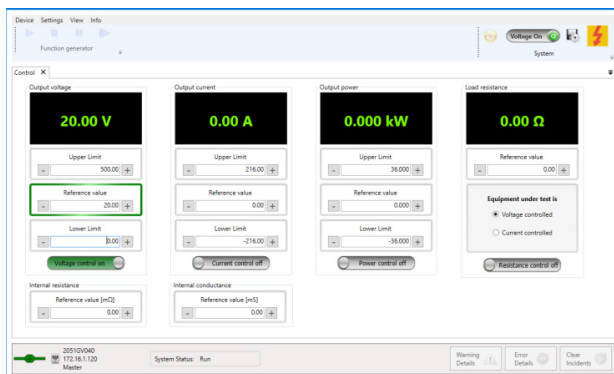 Device Settings View Info
Function generator
Voltage On
System
Control X
Output voltage
20.00 V
Upper Limit
- 500.00 +
Reference value
- 20.00 +
Lower Limit
- 0.00 +
Voltage control on
Output current
0.00 A
Upper Limit
- 216.00 +
Reference value
- 0.00 +
Lower Limit
- -216.00 +
Current control off
Output power
0.000 kW
Upper Limit
- 36.000 +
Reference value
- 0.000 +
Lower Limit
- -36.000 +
Power control off
Load resistance
0.00 Ω
Reference value
- 0.00 +
Equipment under test is
Voltage controlled
Current controlled
Resistance control off
Internal resistance
Reference value [mΩ]
- 0.00 +
Internal conductance
Reference value [mS]
- 0.00 +
2051GV040
172.16.1.120
Master
System Status: Run
Warning
Details
Error
Details
Clear
Incidents